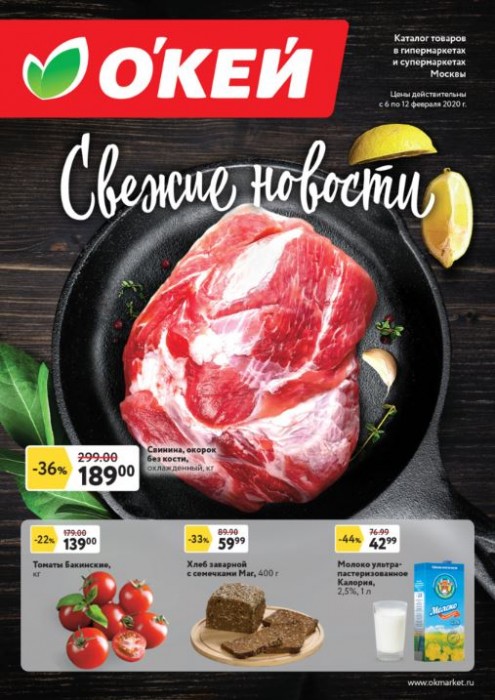 О'КЕЙ
Каталог товаров
в гипермаркетах
и супермаркетах
Москвы
Цены действительны
с 6 по 12 февраля 2020 г.
Свежие новости
-36%
299.00
189 00
Свинина, окорок
без кости,
охлажденный, кг
-22%
179.00
139 00
Томаты Бакинские,
кг
-33%
89.90
59 99
Хлеб заварной
с семечками Маг, 400 г
-44%
76.99
42 99
Молоко ультра-
пастеризованное
Калория,
2,5%, 1 л
Молоко
www.okmarket.ru